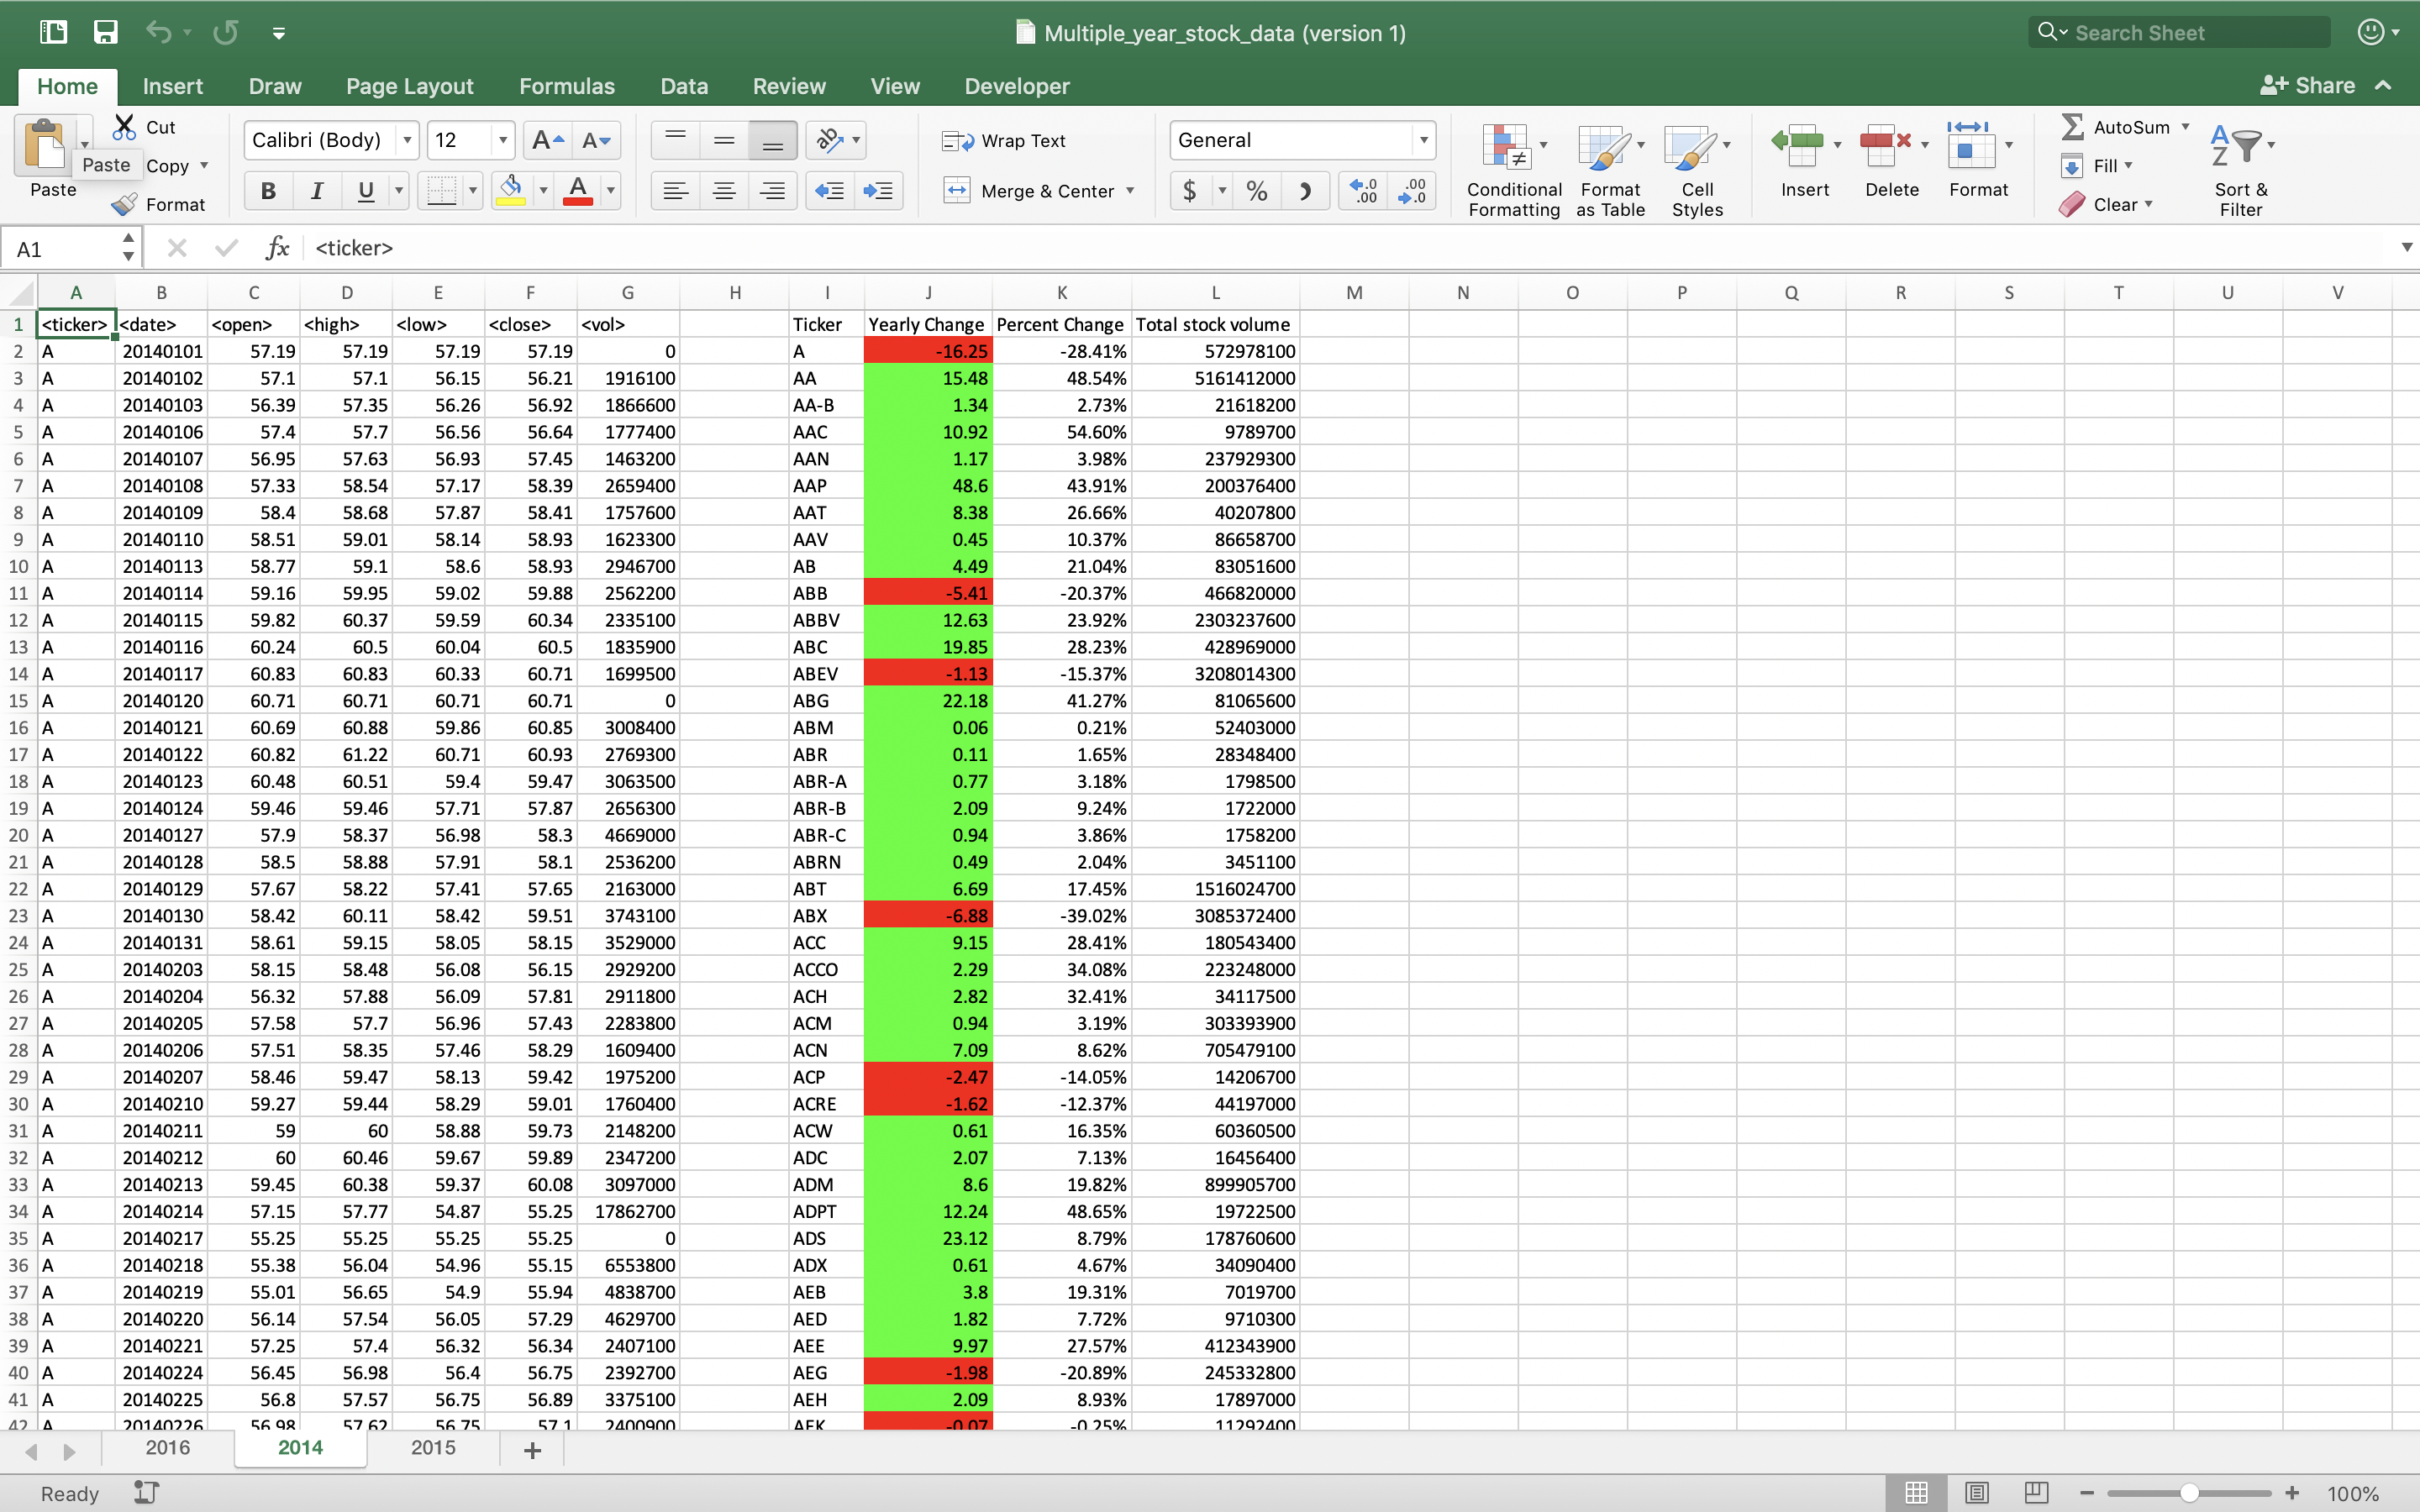 Multiple_year_stock_data (version 1)
Search Sheet
Home Insert Draw Page Layout Formulas Data Review View Developer Share
Cut
Paste Copy
Paste
Format
Calibri (Body) 12
Wrap Text
Merge & Center
General
Conditional Formatting Format as Table Cell Styles
Insert Delete Format
AutoSum
Fill
Clear
Sort & Filter
A1 fx <ticker>
A B C D E F G H I J K L M N O P Q R S T U V
1 <ticker> <date> <open> <high> <low> <close> <vol> Ticker Yearly Change Percent Change Total stock volume
2 A 20140101 57.19 57.19 57.19 57.19 0 A -16.25 -28.41% 572978100
3 A 20140102 57.1 57.1 56.15 56.21 1916100 AA 15.48 48.54% 5161412000
4 A 20140103 56.39 57.35 56.26 56.92 1866600 AA-B 1.34 2.73% 21618200
5 A 20140106 57.4 57.7 56.56 56.64 1777400 AAC 10.92 54.60% 9789700
6 A 20140107 56.95 57.63 56.93 57.45 1463200 AAN 1.17 3.98% 237929300
7 A 20140108 57.33 58.54 57.17 58.39 2659400 AAP 48.6 43.91% 200376400
8 A 20140109 58.4 58.68 57.87 58.41 1757600 AAT 8.38 26.66% 40207800
9 A 20140110 58.51 59.01 58.14 58.93 1623300 AAV 0.45 10.37% 86658700
10 A 20140113 58.77 59.1 58.6 58.93 2946700 AB 4.49 21.04% 83051600
11 A 20140114 59.16 59.95 59.02 59.88 2562200 ABB -5.41 -20.37% 466820000
12 A 20140115 59.82 60.37 59.59 60.34 2335100 ABBV 12.63 23.92% 2303237600
13 A 20140116 60.24 60.5 60.04 60.5 1835900 ABC 19.85 28.23% 428969000
14 A 20140117 60.83 60.83 60.33 60.71 1699500 ABEV -1.13 -15.37% 3208014300
15 A 20140120 60.71 60.71 60.71 60.71 0 ABG 22.18 41.27% 81065600
16 A 20140121 60.69 60.88 59.86 60.85 3008400 ABM 0.06 0.21% 52403000
17 A 20140122 60.82 61.22 60.71 60.93 2769300 ABR 0.11 1.65% 28348400
18 A 20140123 60.48 60.51 59.4 59.47 3063500 ABR-A 0.77 3.18% 1798500
19 A 20140124 59.46 59.46 57.71 57.87 2656300 ABR-B 2.09 9.24% 1722000
20 A 20140127 57.9 58.37 56.98 58.3 4669000 ABR-C 0.94 3.86% 1758200
21 A 20140128 58.5 58.88 57.91 58.1 2536200 ABRN 0.49 2.04% 3451100
22 A 20140129 57.67 58.22 57.41 57.65 2163000 ABT 6.69 17.45% 1516024700
23 A 20140130 58.42 60.11 58.42 59.51 3743100 ABX -6.88 -39.02% 3085372400
24 A 20140131 58.61 59.15 58.05 58.15 3529000 ACC 9.15 28.41% 180543400
25 A 20140203 58.15 58.48 56.08 56.15 2929200 ACCO 2.29 34.08% 223248000
26 A 20140204 56.32 57.88 56.09 57.81 2911800 ACH 2.82 32.41% 34117500
27 A 20140205 57.58 57.7 56.96 57.43 2283800 ACM 0.94 3.19% 303393900
28 A 20140206 57.51 58.35 57.46 58.29 1609400 ACN 7.09 8.62% 705479100
29 A 20140207 58.46 59.47 58.13 59.42 1975200 ACP -2.47 -14.05% 14206700
30 A 20140210 59.27 59.44 58.29 59.01 1760400 ACRE -1.62 -12.37% 44197000
31 A 20140211 59 60 58.88 59.73 2148200 ACW 0.61 16.35% 60360500
32 A 20140212 60 60.46 59.67 59.89 2347200 ADC 2.07 7.13% 16456400
33 A 20140213 59.45 60.38 59.37 60.08 3097000 ADM 8.6 19.82% 899905700
34 A 20140214 57.15 57.77 54.87 55.25 17862700 ADPT 12.24 48.65% 19722500
35 A 20140217 55.25 55.25 55.25 55.25 0 ADS 23.12 8.79% 178760600
36 A 20140218 55.38 56.04 54.96 55.15 6553800 ADX 0.61 4.67% 34090400
37 A 20140219 55.01 56.65 54.9 55.94 4838700 AEB 3.8 19.31% 7019700
38 A 20140220 56.14 57.54 56.05 57.29 4629700 AED 1.82 7.72% 9710300
39 A 20140221 57.25 57.4 56.32 56.34 2407100 AEE 9.97 27.57% 412343900
40 A 20140224 56.45 56.98 56.4 56.75 2392700 AEG -1.98 -20.89% 245332800
41 A 20140225 56.8 57.57 56.75 56.89 3375100 AEH 2.09 8.93% 17897000
42 A 20140226 56.98 57.62 56.75 57.1 2400900 AEK -0.07 -0.25% 11292400
2016 2014 2015 +
Ready 100%